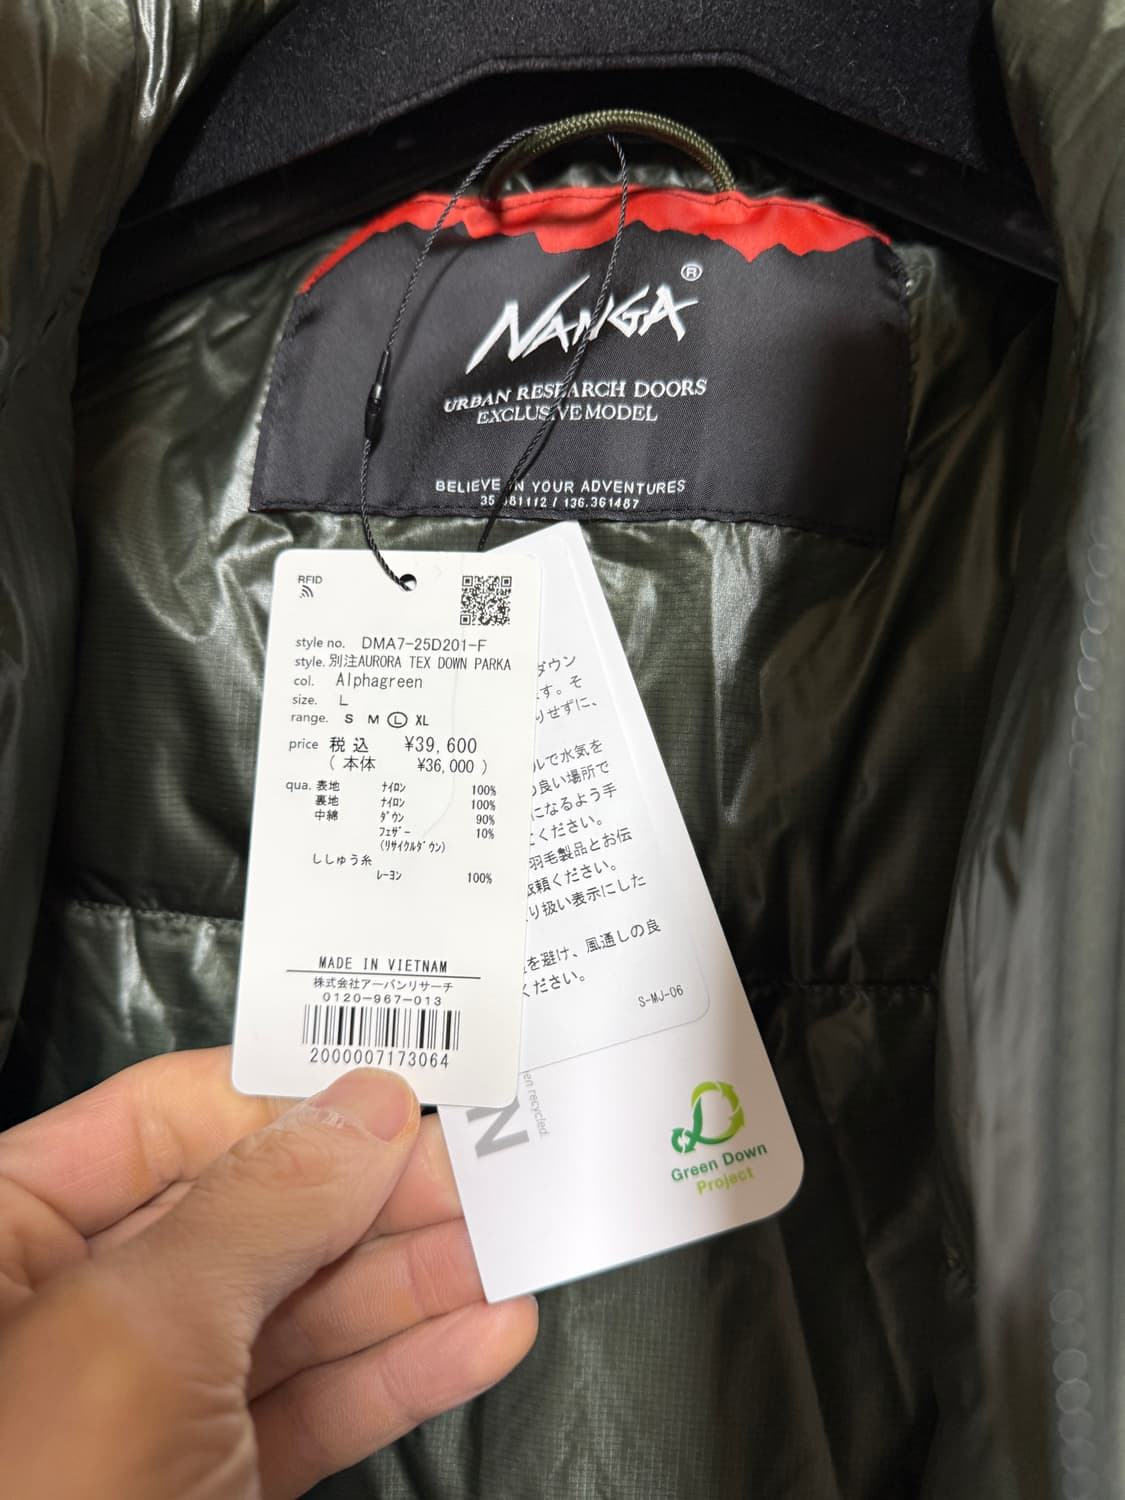 NANGA®
URBAN RESEARCH DOORS
EXCLUSIVE MODEL
BELIEVE IN YOUR ADVENTURES
136.361487
RFID
style no. DMA7-25D201-F
style. 別注AURORA TEX DOWN PARKA
col. Alphagreen
size. L
range. S M L XL
price 税込 ¥39,600
(本体 ¥36,000)
qua. 表地 ナイロン 100%
裏地 ナイロン 100%
中綿 ダウン 90%
フェザー 10%
(リサイクルダウン)
ししゅう糸
レーヨン 100%
MADE IN VIETNAM
株式会社アーバンリサーチ
0120-967-013
2000007173064
ダウン
す。そ
りせずに、
ルで水気を
の良い場所で
になるよう手
ください。
羽毛製品とお伝
依頼ください。
り扱い表示にした
を避け、風通しの良
ください。
S-MJ-06
N
en recycled.
Green Down
Project